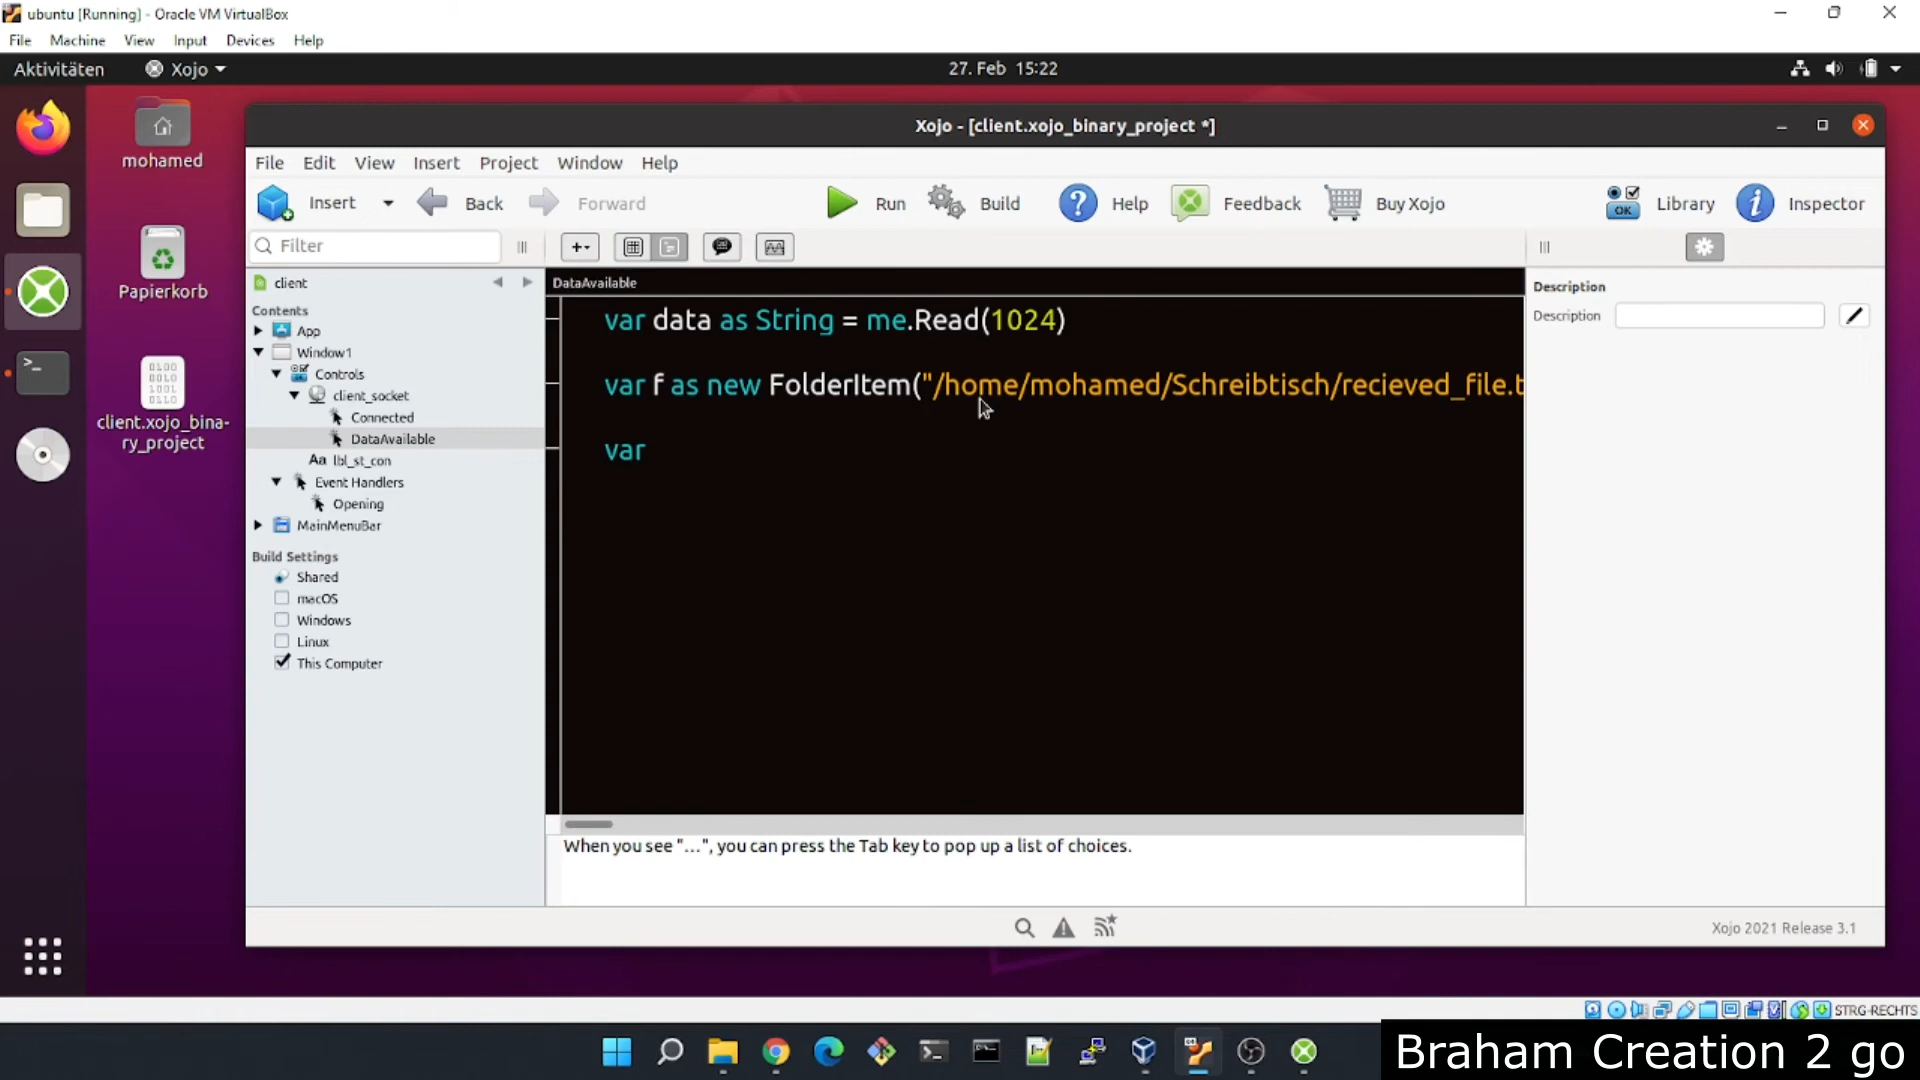 ubuntu [Running] - Oracle VM VirtualBox
File Machine View Input Devices Help
Aktivitäten Xojo 27. Feb 15:22
mohamed
Papierkorb
client.xojo_bina-
ry_project
Xojo - [client.xojo_binary_project *]
File Edit View Insert Project Window Help
Insert Back Forward Run Build Help Feedback Buy Xojo Library Inspector
Filter
client
Contents
App
Window1
Controls
client_socket
Connected
DataAvailable
Aa lbl_st_con
Event Handlers
Opening
MainMenuBar
Build Settings
Shared
macOS
Windows
Linux
This Computer
DataAvailable
var data as String = me.Read(1024)
var f as new FolderItem("/home/mohamed/Schreibtisch/recieved_file.t
var
When you see "...", you can press the Tab key to pop up a list of choices.
Description
Description
Xojo 2021 Release 3.1
STRG-RECHTS
Braham Creation 2 go